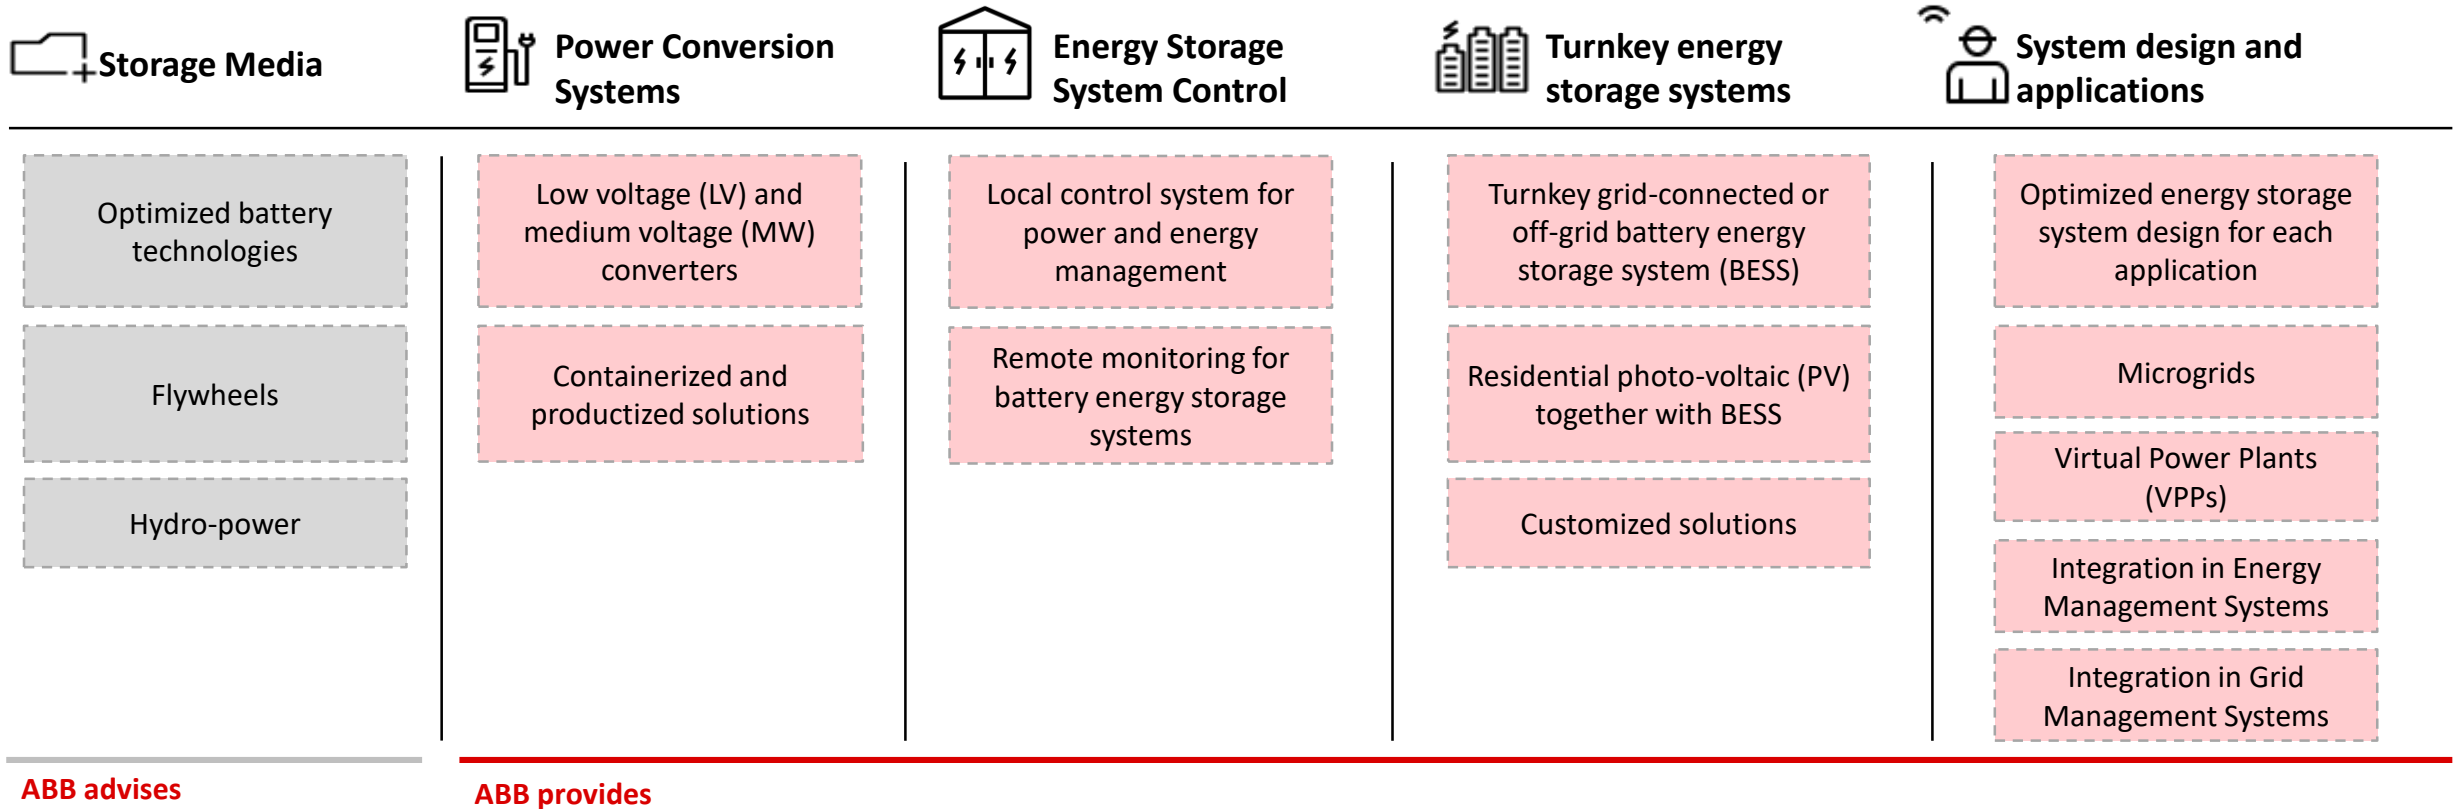 Storage Media
Power Conversion
Systems
Energy Storage
System Control
Turnkey energy
storage systems
System design and
applications
Optimized battery
technologies
Flywheels
Hydro-power
Low voltage (LV) and
medium voltage (MW)
converters
Containerized and
productized solutions
Local control system for
power and energy
management
Remote monitoring for
battery energy storage
systems
Turnkey grid-connected or
off-grid battery energy
storage system (BESS)
Residential photo-voltaic (PV)
together with BESS
Customized solutions
Optimized energy storage
system design for each
application
Microgrids
Virtual Power Plants
(VPPs)
Integration in Energy
Management Systems
Integration in Grid
Management Systems
ABB advises
ABB provides